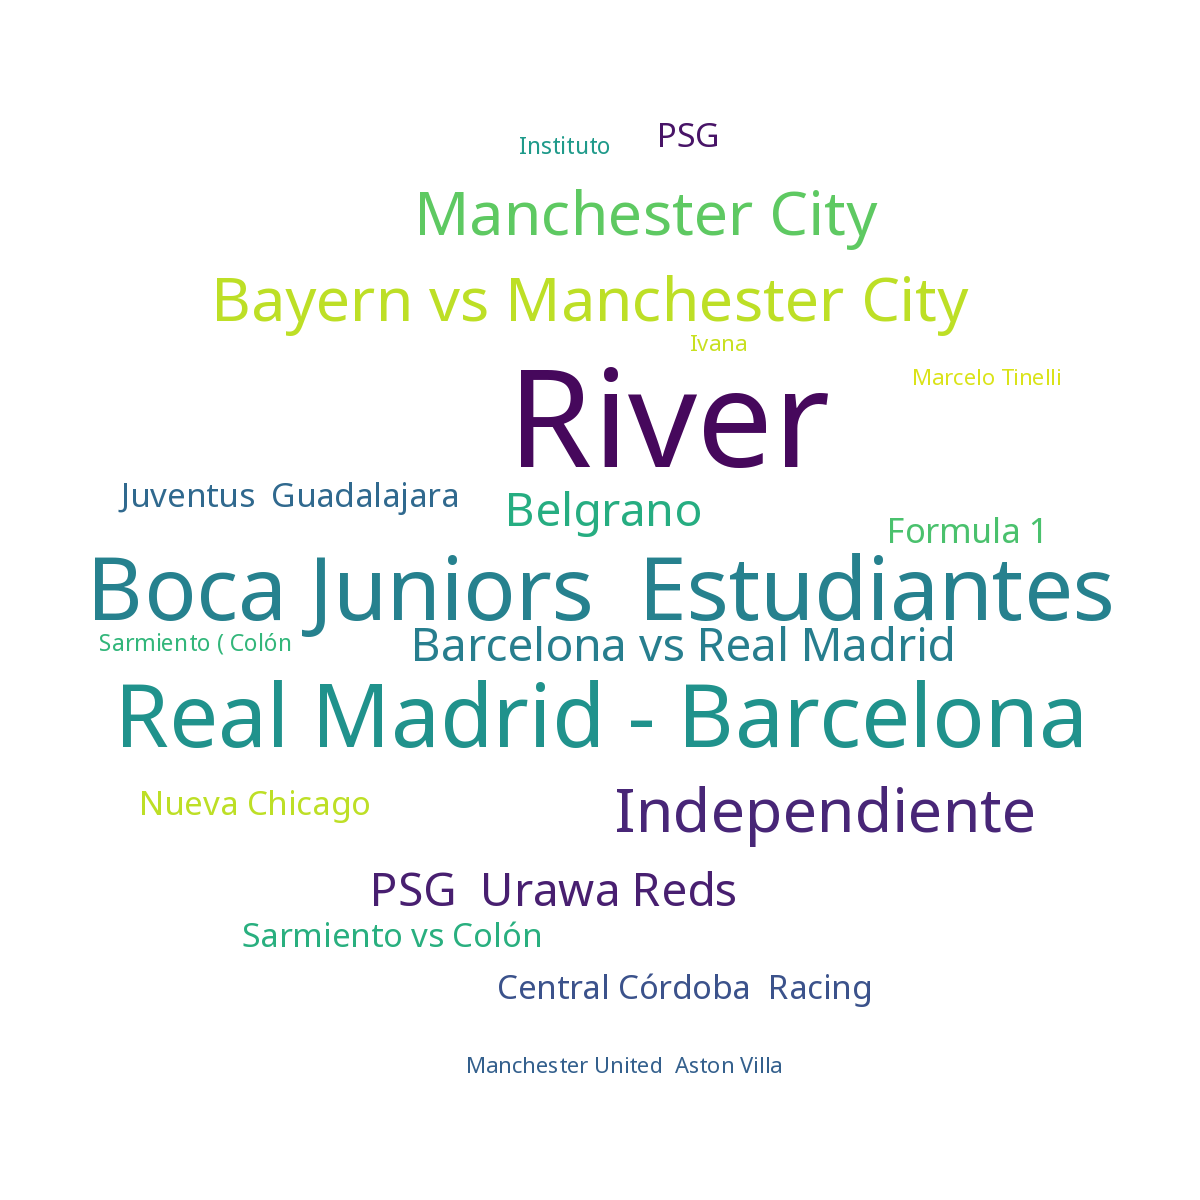 Instituto
PSG
Manchester City
Bayern vs Manchester City
Ivana
Marcelo Tinelli
River
Juventus  Guadalajara
Belgrano
Formula 1
Boca Juniors  Estudiantes
Sarmiento ( Colón
Barcelona vs Real Madrid
Real Madrid - Barcelona
Nueva Chicago
Independiente
PSG  Urawa Reds
Sarmiento vs Colón
Central Córdoba  Racing
Manchester United  Aston Villa